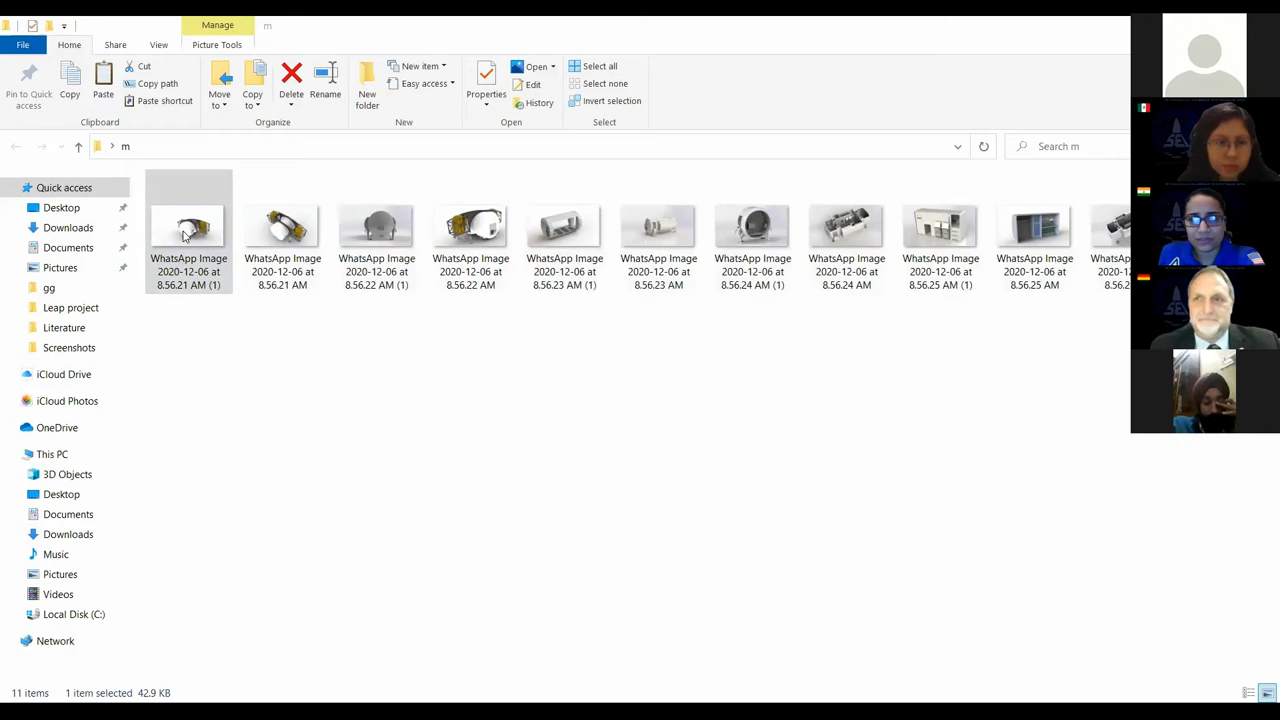 Manage
m
File
Home
Share
View
Picture Tools
Pin to Quick
access
Copy
Paste
Cut
Copy path
Paste shortcut
Clipboard
Move
to
Copy
to
Delete
Rename
Organize
New
folder
New item
Easy access
New
Properties
Open
Edit
History
Open
Select all
Select none
Invert selection
Select
m
Search m
Quick access
Desktop
Downloads
Documents
Pictures
gg
Leap project
Literature
Screenshots
iCloud Drive
iCloud Photos
OneDrive
This PC
3D Objects
Desktop
Documents
Downloads
Music
Pictures
Videos
Local Disk (C:)
Network
WhatsApp Image
2020-12-06 at
8.56.21 AM (1)
WhatsApp Image
2020-12-06 at
8.56.21 AM
WhatsApp Image
2020-12-06 at
8.56.22 AM (1)
WhatsApp Image
2020-12-06 at
8.56.22 AM
WhatsApp Image
2020-12-06 at
8.56.23 AM (1)
WhatsApp Image
2020-12-06 at
8.56.23 AM
WhatsApp Image
2020-12-06 at
8.56.24 AM (1)
WhatsApp Image
2020-12-06 at
8.56.24 AM
WhatsApp Image
2020-12-06 at
8.56.25 AM (1)
WhatsApp Image
2020-12-06 at
8.56.25 AM
WhatsA
2020-
8.56.2
11 items
1 item selected 42.9 KB